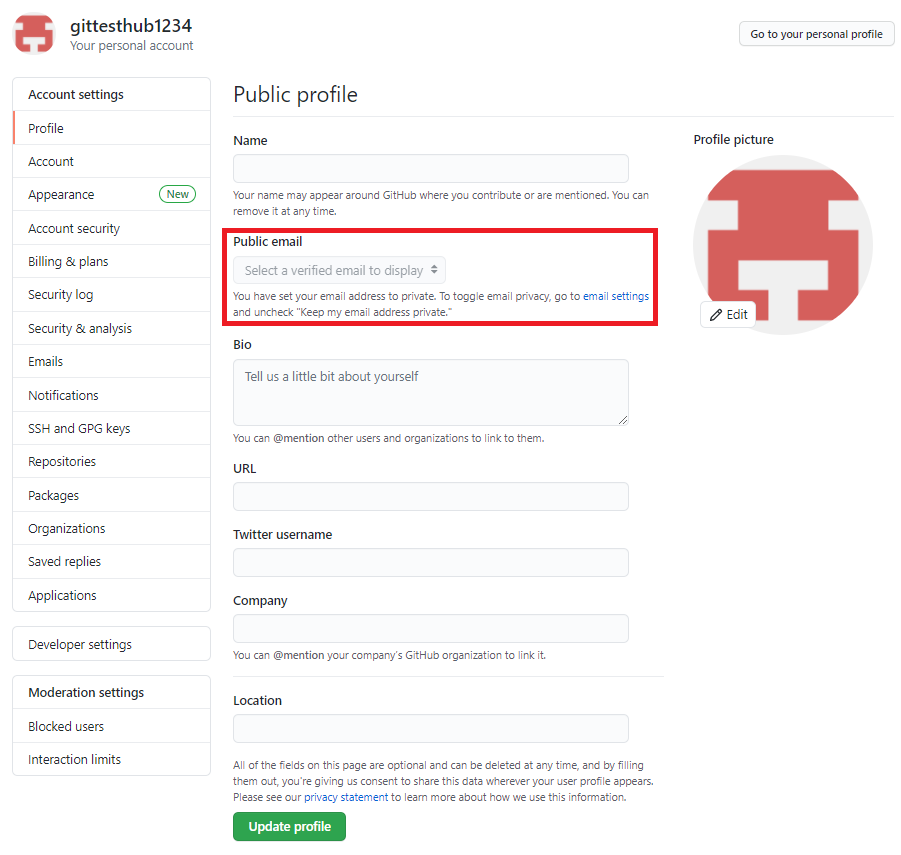 gittesthub1234
Your personal account
Go to your personal profile
Account settings
Profile
Account
Appearance New
Account security
Billing & plans
Security log
Security & analysis
Emails
Notifications
SSH and GPG keys
Repositories
Packages
Organizations
Saved replies
Applications
Developer settings
Moderation settings
Blocked users
Interaction limits
Public profile
Name
Your name may appear around GitHub where you contribute or are mentioned. You can
remove it at any time.
Public email
Select a verified email to display
You have set your email address to private. To toggle email privacy, go to email settings
and uncheck "Keep my email address private."
Bio
Tell us a little bit about yourself
You can @mention other users and organizations to link to them.
URL
Twitter username
Company
You can @mention your company's GitHub organization to link it.
Location
All of the fields on this page are optional and can be deleted at any time, and by filling
them out, you're giving us consent to share this data wherever your user profile appears.
Please see our privacy statement to learn more about how we use this information.
Update profile
Profile picture
Edit